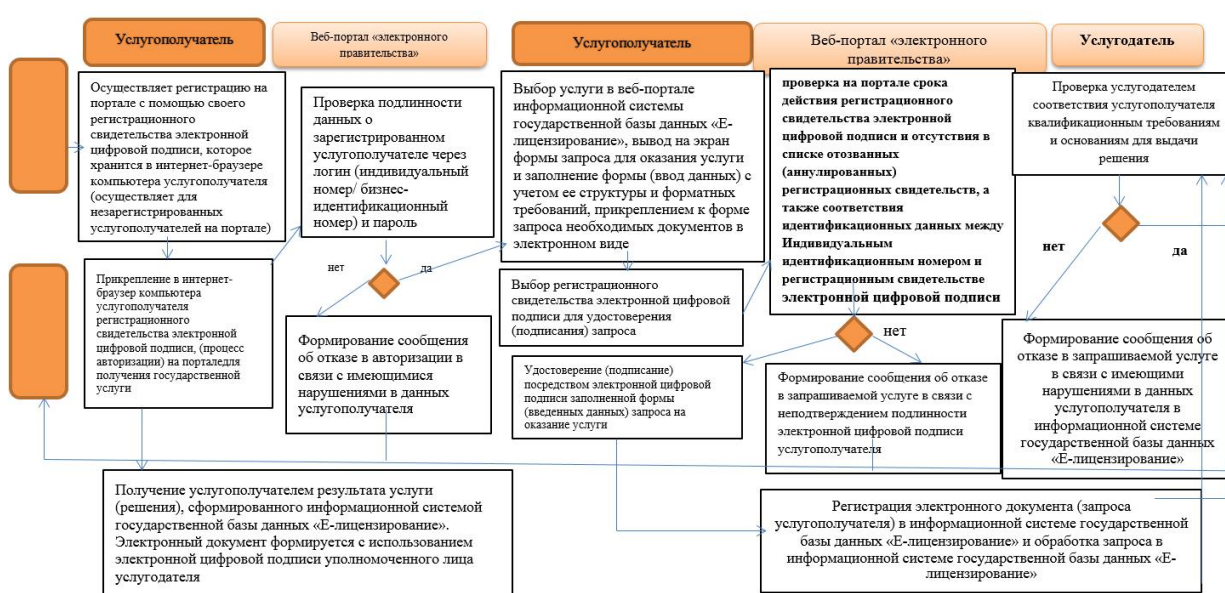 Услугополучатель
Осуществляет регистрацию на
портале с помощью своего
регистрационного
свидетельства электронной
цифровой подписи, которое
хранится в интернет-браузере
компьютера услугополучателя
(осуществляет для
незарегистрированных
услугополучателей на портале)
Прикрепление в интернет-
браузер компьютера
услугополучателя
регистрационного
свидетельства электронной
цифровой подписи, (процесс
авторизации) на порталедля
получения государственной
услуги
Веб-портал «электронного
правительства»
Проверка подлинности
данных о
зарегистрированном
услугополучателе через
логин (индивидуальный
номер/ бизнес-
идентификационный
номер) и пароль
нет
да
Формирование сообщения
об отказе в авторизации в
связи с имеющимися
нарушениями в данных
услугополучателя
Услугополучатель
Выбор услуги в веб-портале
информационной системы
государственной базы данных «Е-
лицензирование», вывод на экран
формы запроса для оказания услуги
и заполнение формы (ввод данных) с
учетом ее структуры и форматных
требований, прикреплением к форме
запроса необходимых документов в
электронном виде
Выбор регистрационного
свидетельства электронной цифровой
подписи для удостоверения
(подписания) запроса
Удостоверение (подписание)
посредством электронной цифровой
подписи заполненной формы
(введенных данных) запроса на
оказание услуги
Веб-портал «электронного
правительства»
проверка на портале срока
действия регистрационного
свидетельства электронной
цифровой подписи и отсутствия в
списке отозванных
(аннулированных)
регистрационных свидетельств, а
также соответствия
идентификационных данных между
Индивидуальным
идентификационным номером и
регистрационным свидетельстве
электронной цифровой подписи
нет
Формирование сообщения об отказе
в запрашиваемой услуге в связи с
неподтверждением подлинности
электронной цифровой подписи
услугополучателя
Услугодатель
Проверка услугодателем
соответствия услугополучателя
квалификационным требованиям
и основаниям для выдачи
решения
нет
да
Формирование сообщения об
отказе в запрашиваемой услуге
в связи с имеющими
нарушениями в данных
услугополучателя в
информационной системе
государственной базы данных
«Е-лицензирование»
Получение услугополучателем результата услуги
(решения), сформированного информационной системой
государственной базы данных «Е-лицензирование».
Электронный документ формируется с использованием
электронной цифровой подписи уполномоченного лица
услугодателя
Регистрация электронного документа (запроса
услугополучателя) в информационной системе государственной
базы данных «Е-лицензирование» и обработка запроса в
информационной системе государственной базы данных «Е-
лицензирование»